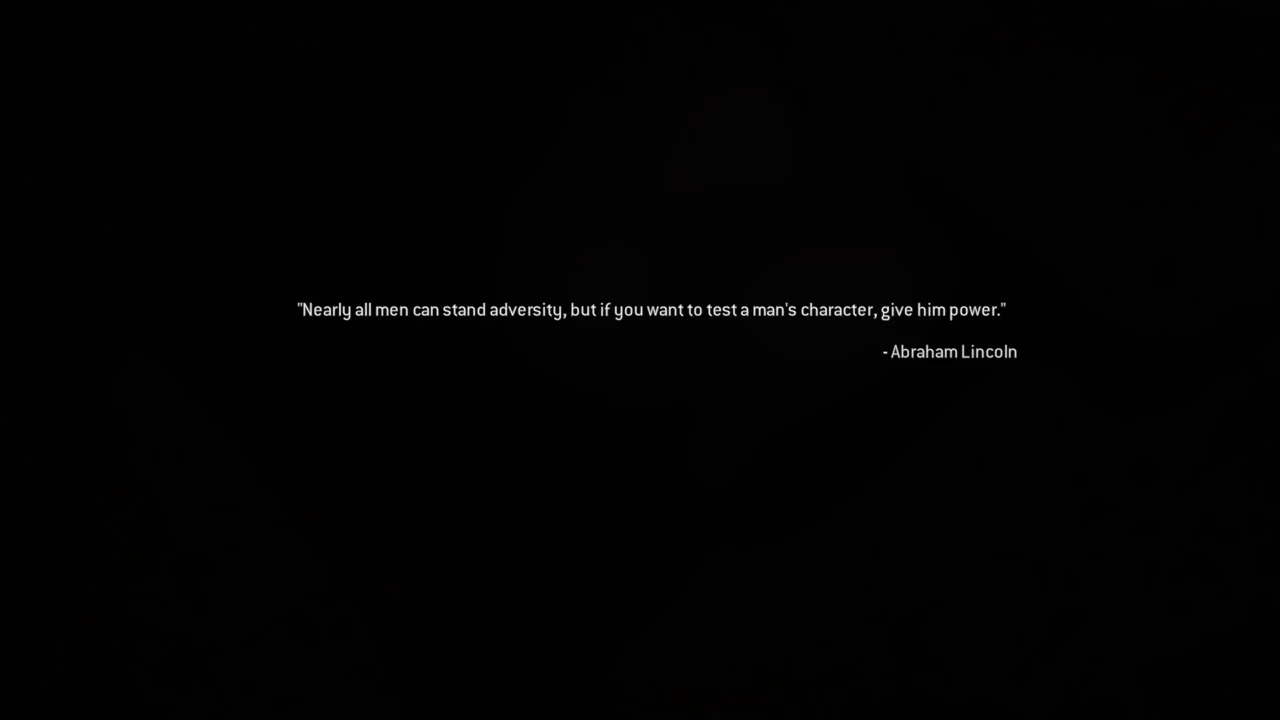 "Nearly all men can stand adversity, but if you want to test a man's character, give him power."
- Abraham Lincoln